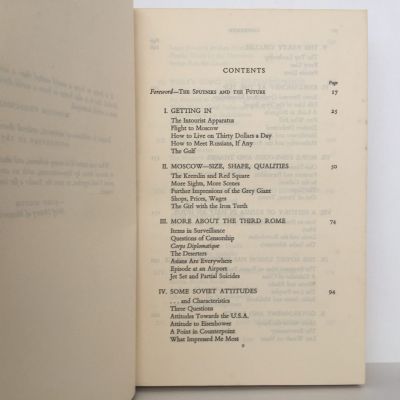 CONTENTS
Page
Foreword—THE SPUTNIKS AND THE FUTURE 17
I. GETTING IN 25
The Intourist Apparatus
Flight to Moscow
How to Live on Thirty Dollars a Day
How to Meet Russians, If Any
The Golf
II. MOSCOW—SIZE, SHAPE, QUALITIES 50
The Kremlin and Red Square
More Sights, More Scenes
Further Impressions of the Grey Giant
Shops, Prices, Wages
The Girl with the Iron Teeth
III. MORE ABOUT THE THIRD ROME 74
Items in Surveillance
Questions of Censorship
Corps Diplomatique
The Deserters
Asians Are Everywhere
Episode at an Airport
Jet Set and Partial Suicides
IV. SOME SOVIET ATTITUDES 94
. . . and Characteristics
Three Questions
Attitudes Towards the U.S.A.
Attitude to Eisenhower
A Point in Counterpoint
What Impressed Me Most